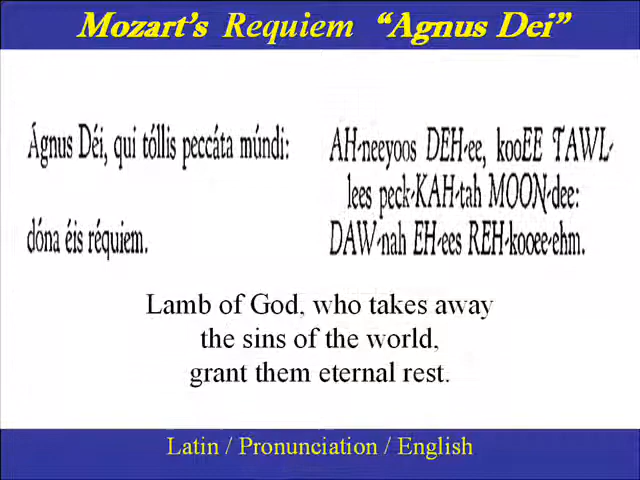 Mozart's Requiem "Agnus Dei"
Ágnus Déi, qui tóllis peccáta múndi:
dóna éis réquiem.
AH-neeyoos DEH-ee, kooEE TAWL-
lees peck-KAH-tah MOON-dee:
DAW-nah EH-ees REH-kooee-ehm.
Lamb of God, who takes away
the sins of the world,
grant them eternal rest.
Latin / Pronunciation / English